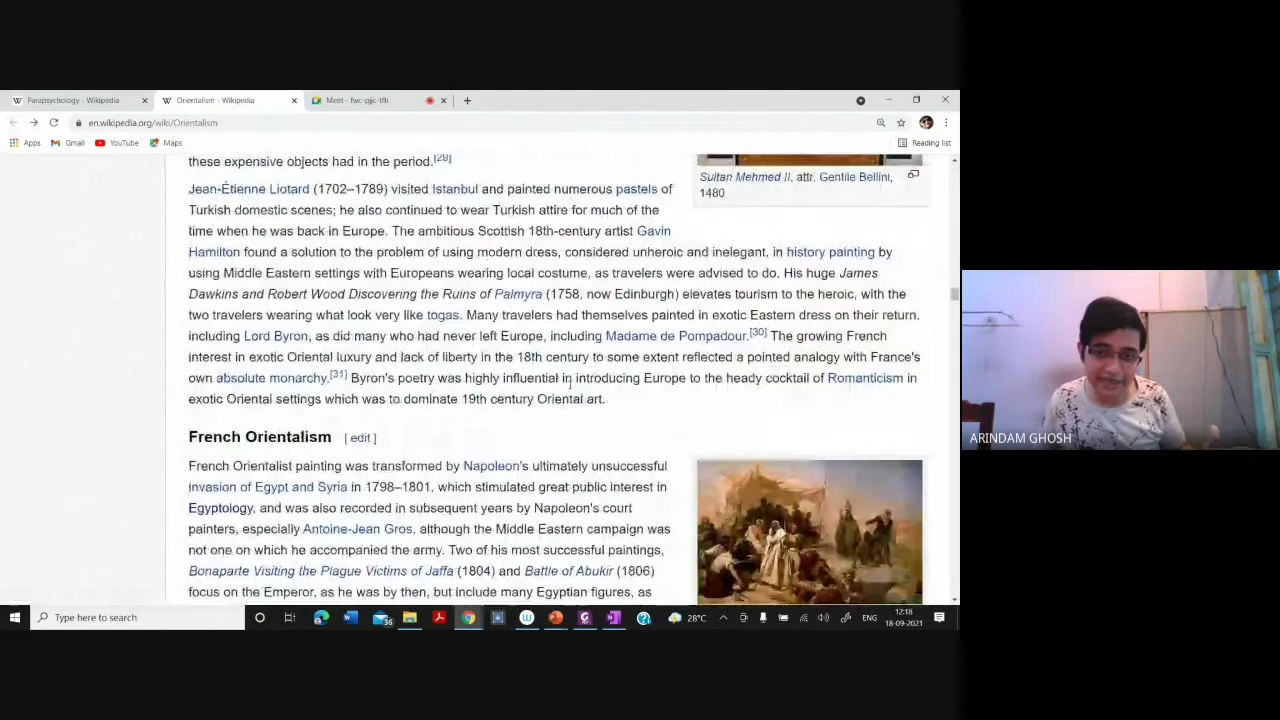 Parapsychology - Wikipedia
Orientalism - Wikipedia
Meet - fwc-pjjc-tfh
en.wikipedia.org/wiki/Orientalism
Apps Gmail YouTube Maps Reading list
these expensive objects had in the period.[29]
Sultan Mehmed II, attr. Gentile Bellini,
1480
Jean-Étienne Liotard (1702–1789) visited Istanbul and painted numerous pastels of
Turkish domestic scenes; he also continued to wear Turkish attire for much of the
time when he was back in Europe. The ambitious Scottish 18th-century artist Gavin
Hamilton found a solution to the problem of using modern dress, considered unheroic and inelegant, in history painting by
using Middle Eastern settings with Europeans wearing local costume, as travelers were advised to do. His huge James
Dawkins and Robert Wood Discovering the Ruins of Palmyra (1758, now Edinburgh) elevates tourism to the heroic, with the
two travelers wearing what look very like togas. Many travelers had themselves painted in exotic Eastern dress on their return,
including Lord Byron, as did many who had never left Europe, including Madame de Pompadour.[30] The growing French
interest in exotic Oriental luxury and lack of liberty in the 18th century to some extent reflected a pointed analogy with France's
own absolute monarchy.[31] Byron's poetry was highly influential in introducing Europe to the heady cocktail of Romanticism in
exotic Oriental settings which was to dominate 19th century Oriental art.
French Orientalism [ edit ]
French Orientalist painting was transformed by Napoleon's ultimately unsuccessful
invasion of Egypt and Syria in 1798–1801, which stimulated great public interest in
Egyptology, and was also recorded in subsequent years by Napoleon's court
painters, especially Antoine-Jean Gros, although the Middle Eastern campaign was
not one on which he accompanied the army. Two of his most successful paintings,
Bonaparte Visiting the Plague Victims of Jaffa (1804) and Battle of Abukir (1806)
focus on the Emperor, as he was by then, but include many Egyptian figures, as
ARINDAM GHOSH
Type here to search
36
28°C
ENG
12:18
18-09-2021